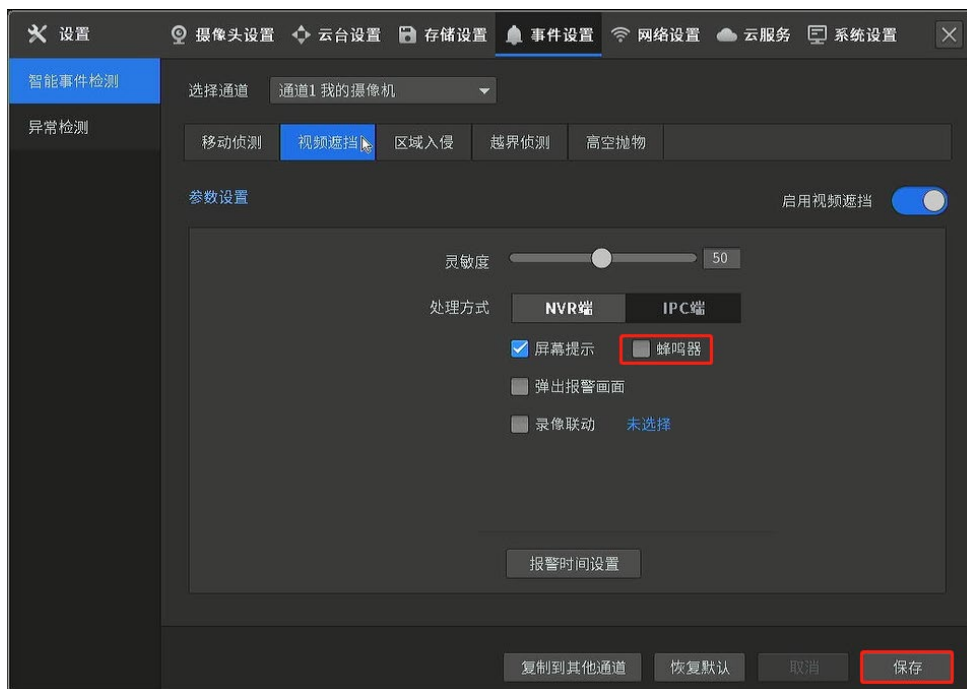 设置 摄像头设置 云台设置 存储设置 事件设置 网络设置 云服务 系统设置
智能事件检测
异常检测
选择通道 通道1 我的摄像机
移动侦测 视频遮挡 区域入侵 越界侦测 高空抛物
参数设置 启用视频遮挡
灵敏度 50
处理方式 NVR端 IPC端
屏幕提示 蜂鸣器
弹出报警画面
录像联动 未选择
报警时间设置
复制到其他通道 恢复默认 取消 保存